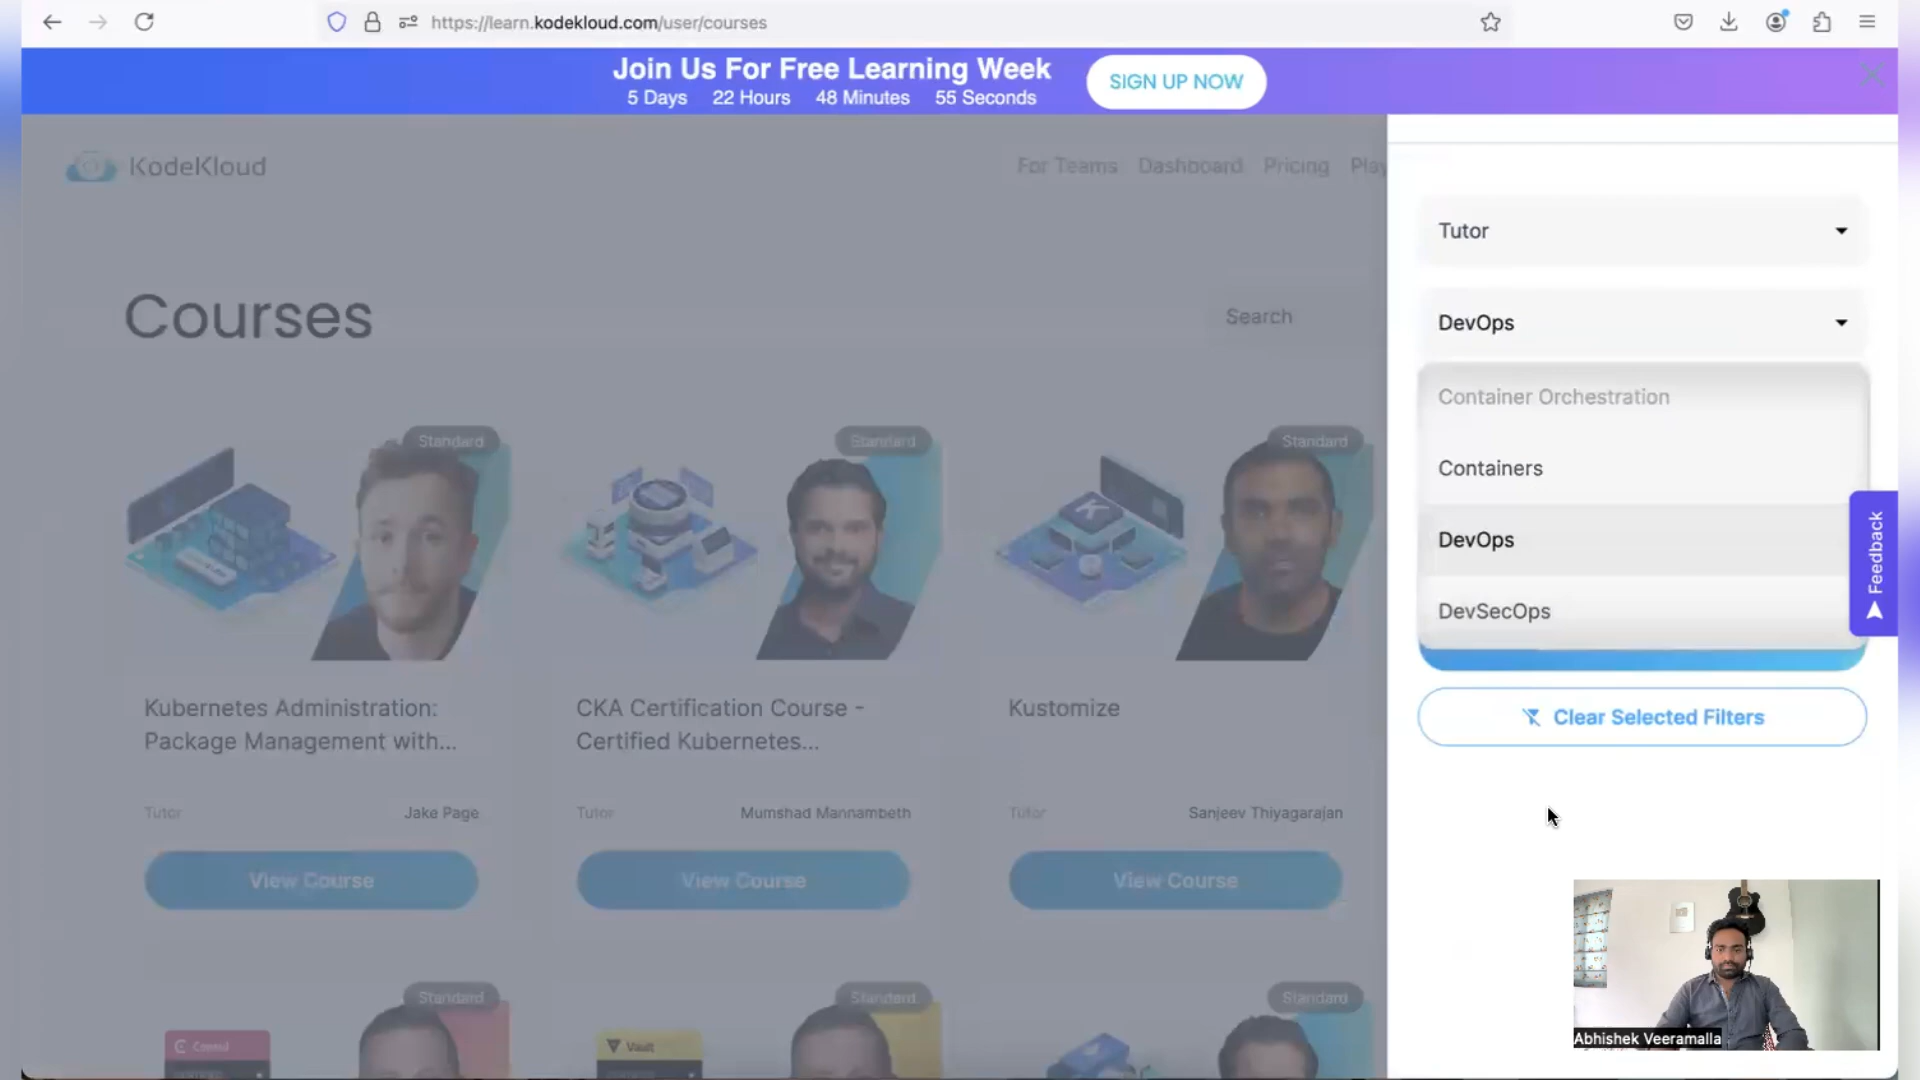 https://learn.kodekloud.com/user/courses
Join Us For Free Learning Week
5 Days 22 Hours 48 Minutes 55 Seconds
SIGN UP NOW
KodeKloud
For Teams Dashboard Pricing Play
Tutor
DevOps
Courses
Search
Container Orchestration
Containers
DevOps
DevSecOps
Feedback
Clear Selected Filters
Standard
Standard
Standard
K
Kubernetes Administration:
Package Management with...
CKA Certification Course -
Certified Kubernetes...
Kustomize
Tutor Jake Page
Tutor Mumshad Mannambeth
Tutor Sanjeev Thiyagarajan
View Course
View Course
View Course
Standard
Standard
Standard
Consul
Vault
Abhishek Veeramalla